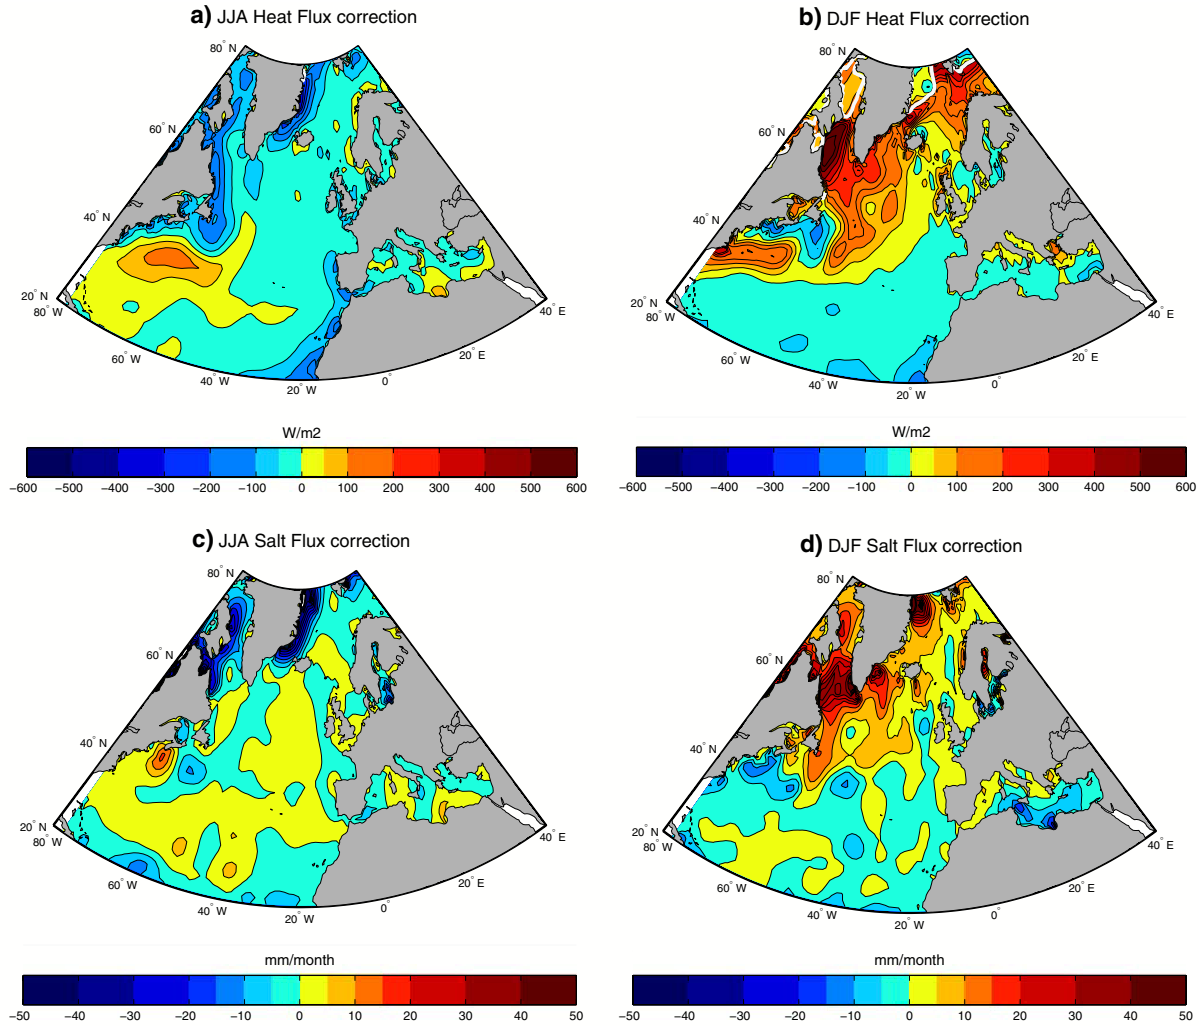 a) JJA Heat Flux correction
80° N
60° N
40° N
20° N
80° W
60° W
40° W
20° W
0°
20° E
40° E
W/m2
−600 −500 −400 −300 −200 −100 0 100 200 300 400 500 600
b) DJF Heat Flux correction
80° N
60° N
40° N
20° N
80° W
60° W
40° W
20° W
0°
20° E
40° E
W/m2
−600 −500 −400 −300 −200 −100 0 100 200 300 400 500 600
c) JJA Salt Flux correction
80° N
60° N
40° N
20° N
80° W
60° W
40° W
20° W
0°
20° E
40° E
mm/month
−50 −40 −30 −20 −10 0 10 20 30 40 50
d) DJF Salt Flux correction
80° N
60° N
40° N
20° N
80° W
60° W
40° W
20° W
0°
20° E
40° E
mm/month
−50 −40 −30 −20 −10 0 10 20 30 40 50